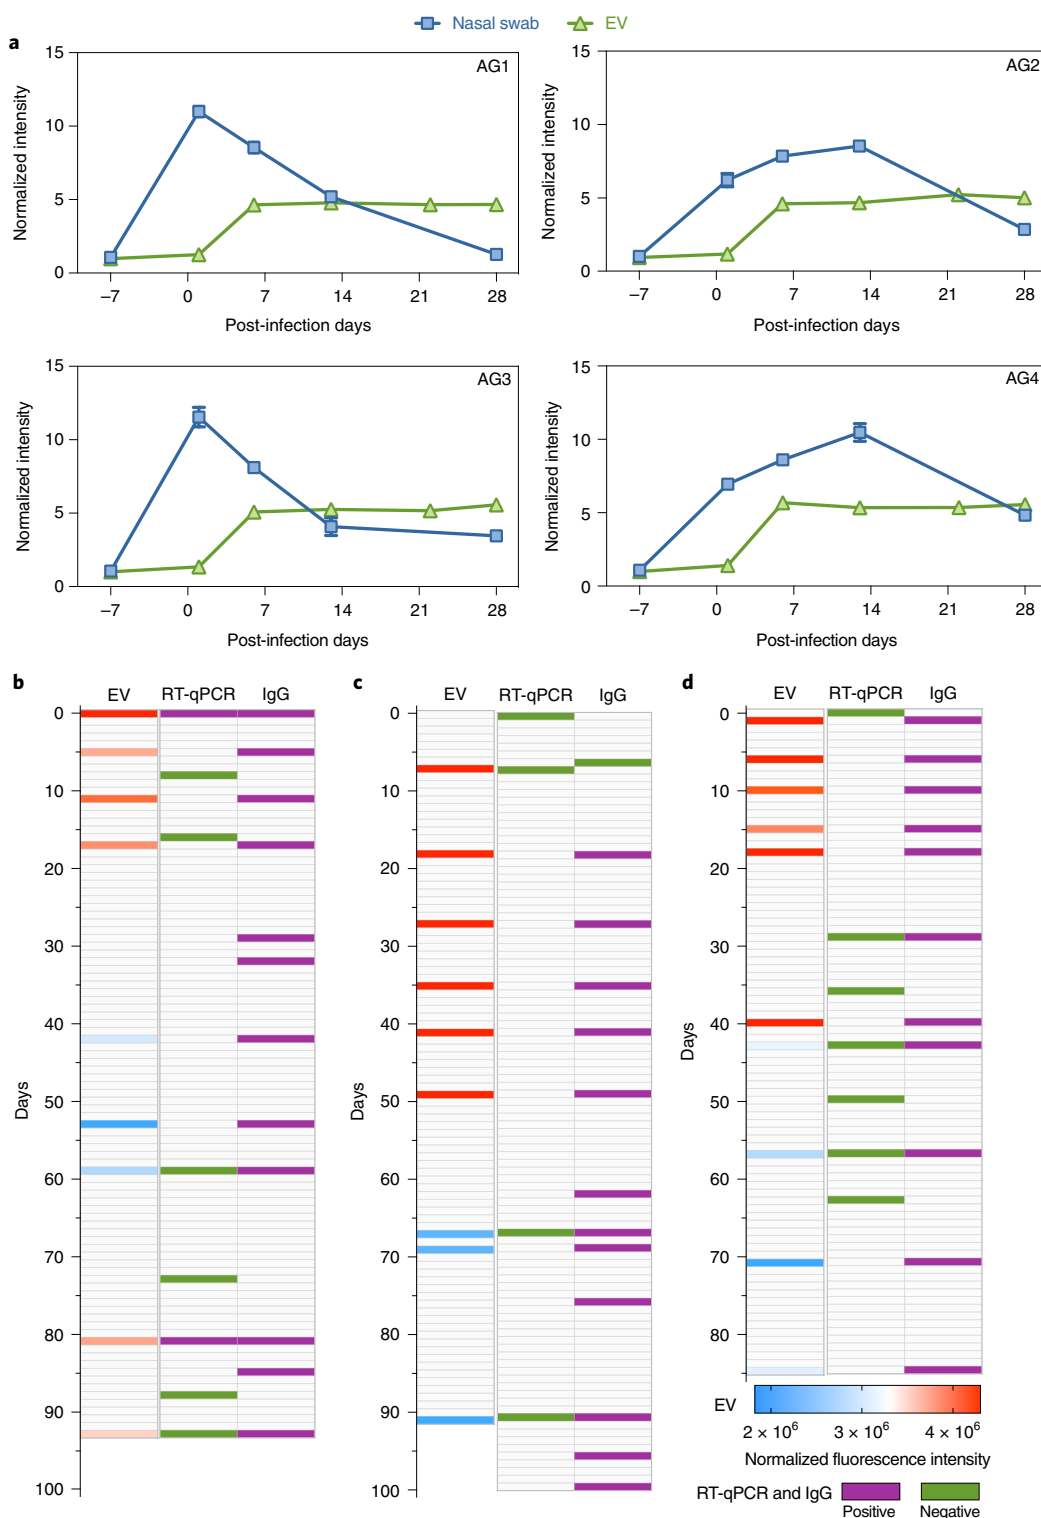 Nasal swab EV
a
15 AG1
10
5
0
Normalized intensity
–7 0 7 14 21 28
Post-infection days
15 AG2
10
5
0
Normalized intensity
–7 0 7 14 21 28
Post-infection days
15 AG3
10
5
0
Normalized intensity
–7 0 7 14 21 28
Post-infection days
15 AG4
10
5
0
Normalized intensity
–7 0 7 14 21 28
Post-infection days
b
EV RT-qPCR IgG
0
10
20
30
40
50
60
70
80
90
100
Days
c
EV RT-qPCR IgG
0
10
20
30
40
50
60
70
80
90
100
Days
d
EV RT-qPCR IgG
0
10
20
30
40
50
60
70
80
Days
EV
2 × 10⁶ 3 × 10⁶ 4 × 10⁶
Normalized fluorescence intensity
RT-qPCR and IgG
Positive Negative